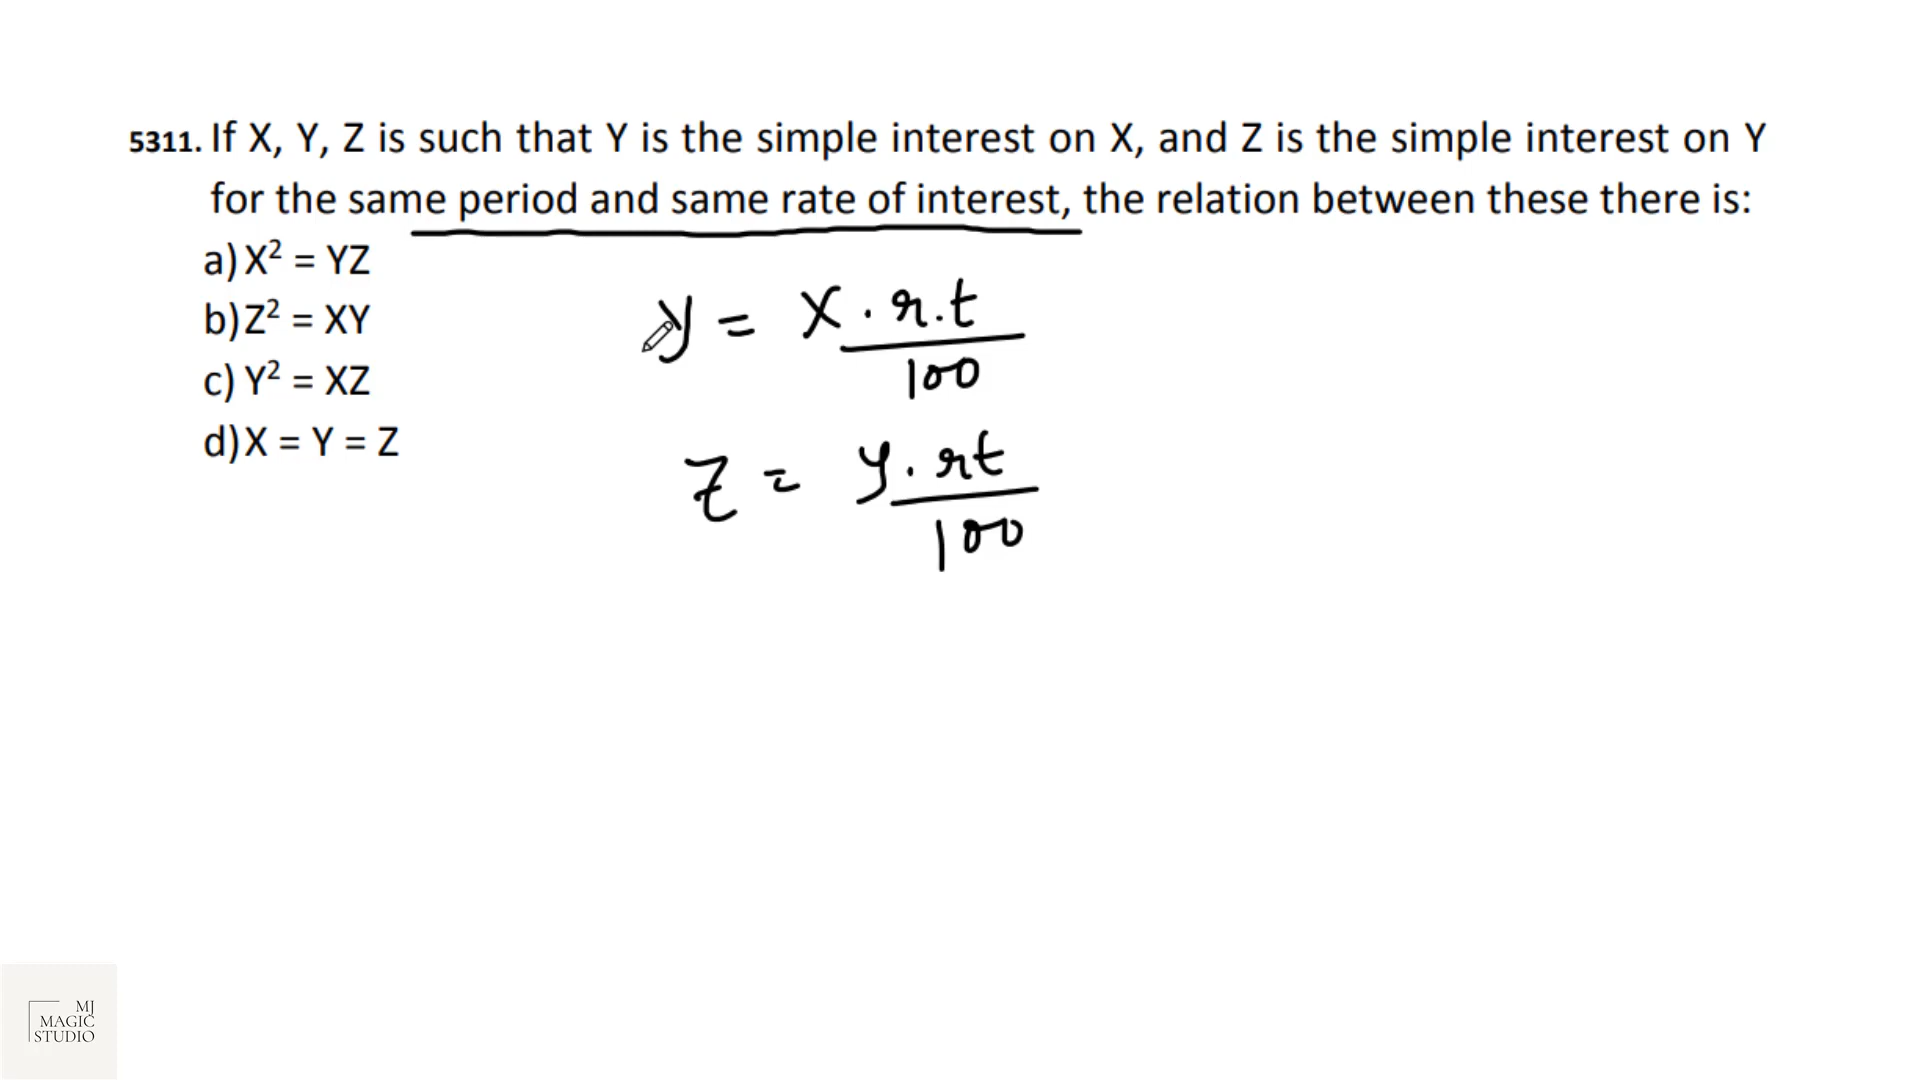 5311. If X, Y, Z is such that Y is the simple interest on X, and Z is the simple interest on Y
for the same period and same rate of interest, the relation between these there is:
a) X² = YZ
b) Z² = XY
c) Y² = XZ
d) X = Y = Z
y = x . r.t
100
Z = y . rt
100
MJ
MAGIC
STUDIO